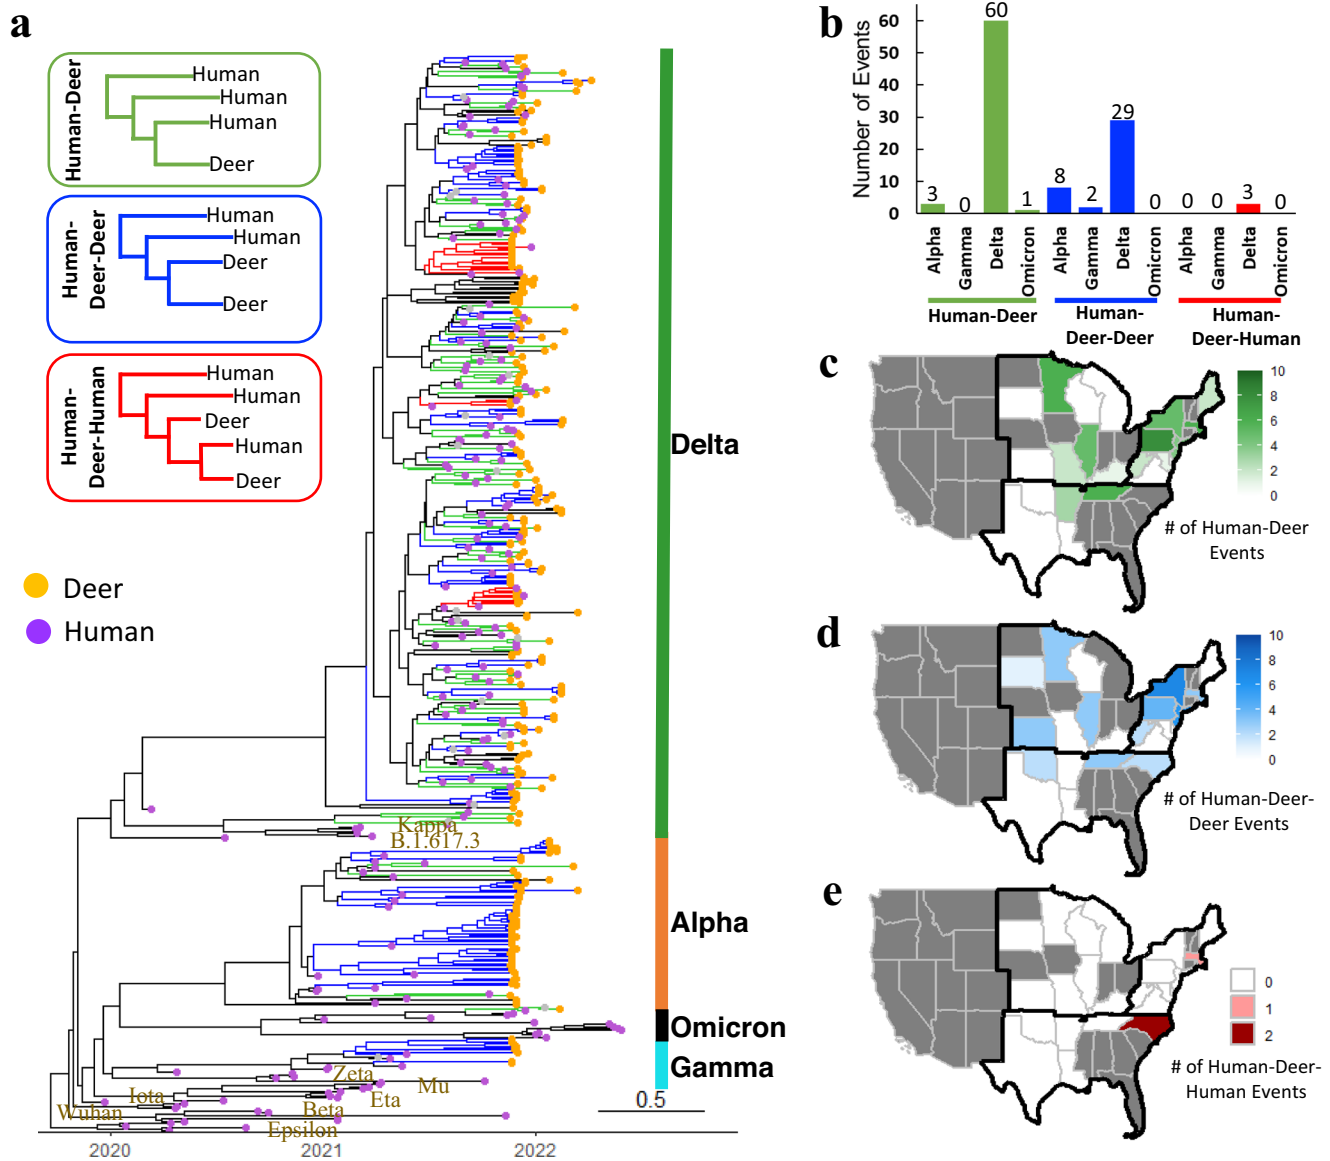 a
Human-Deer
Human
Human
Human
Deer
Human-
Deer-Deer
Human
Human
Deer
Deer
Human-
Deer-Human
Human
Human
Deer
Human
Deer
Deer
Human
Delta
Alpha
Omicron
Gamma
Kappa
B.1.617.3
Zeta
Mu
Iota
Eta
Wuhan
Beta
Epsilon
0.5
2020
2021
2022
b
Number of Events
60
50
40
30
20
10
0
3
0
60
1
8
2
29
0
0
0
3
0
Alpha
Gamma
Delta
Omicron
Alpha
Gamma
Delta
Omicron
Alpha
Gamma
Delta
Omicron
Human-Deer
Human-
Deer-Deer
Human-
Deer-Human
c
10
8
6
4
2
0
# of Human-Deer
Events
d
10
8
6
4
2
0
# of Human-Deer-
Deer Events
e
0
1
2
# of Human-Deer-
Human Events